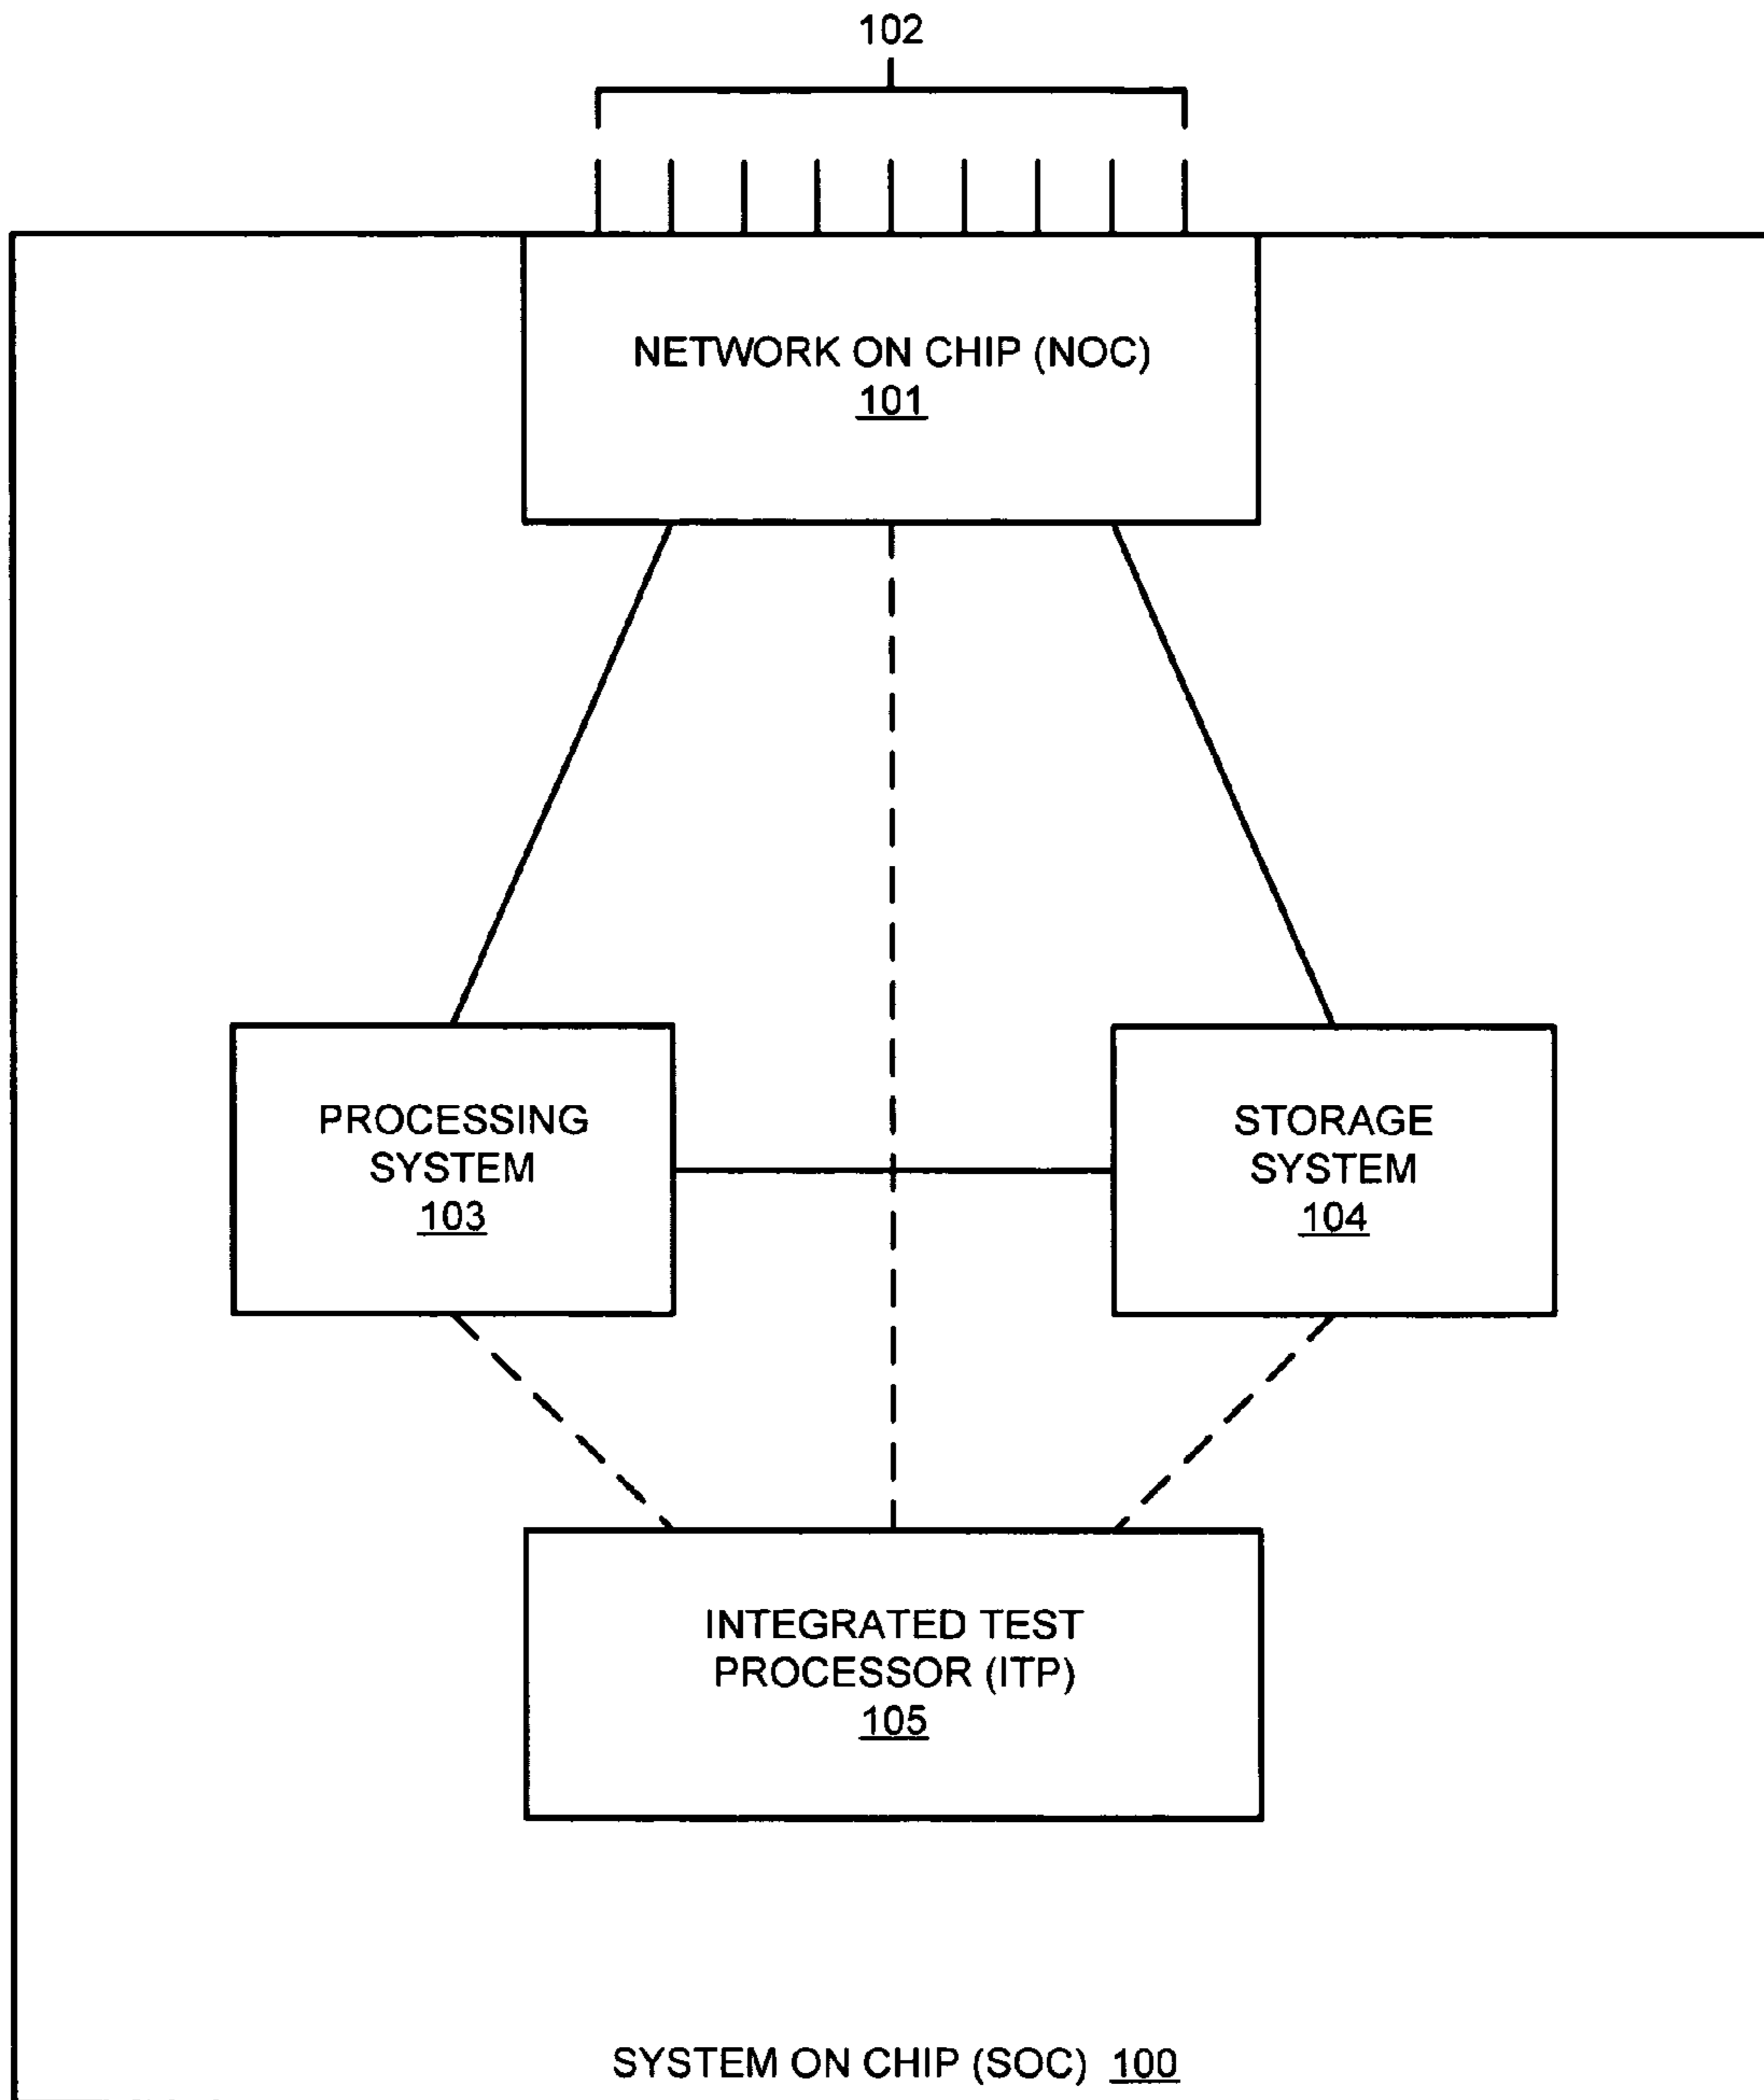 102
NETWORK ON CHIP (NOC)
101
PROCESSING
SYSTEM
103
STORAGE
SYSTEM
104
INTEGRATED TEST
PROCESSOR (ITP)
105
SYSTEM ON CHIP (SOC) 100